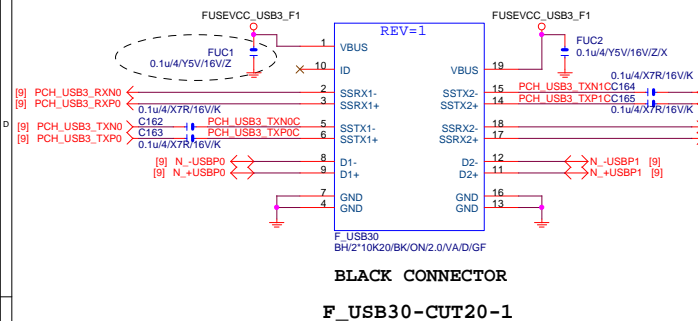 FUSEVCC_USB3_F1
FUSEVCC_USB3_F1
REV=1
FUC1
0.1u/4/Y5V/16V/Z
FUC2
0.1u/4/Y5V/16V/Z/X
1 VBUS
10 ID
VBUS 19
[9] PCH_USB3_RXN0 2 SSRX1-
[9] PCH_USB3_RXP0 3 SSRX1+
SSTX2- 15 PCH_USB3_TXN1C C164 0.1u/4/X7R/16V/K
SSTX2+ 14 PCH_USB3_TXP1C C165 0.1u/4/X7R/16V/K
0.1u/4/X7R/16V/K
[9] PCH_USB3_TXN0 C162 PCH_USB3_TXN0C 5 SSTX1-
[9] PCH_USB3_TXP0 C163 PCH_USB3_TXP0C 6 SSTX1+
0.1u/4/X7R/16V/K
SSRX2- 18
SSRX2+ 17
[9] N_-USBP0 8 D1-
[9] N_+USBP0 9 D1+
D2- 12 N_-USBP1 [9]
D2+ 11 N_+USBP1 [9]
7 GND
4 GND
GND 16
GND 13
D
F_USB30
BH/2*10K20/BK/ON/2.0/VA/D/GF
BLACK CONNECTOR
F_USB30-CUT20-1